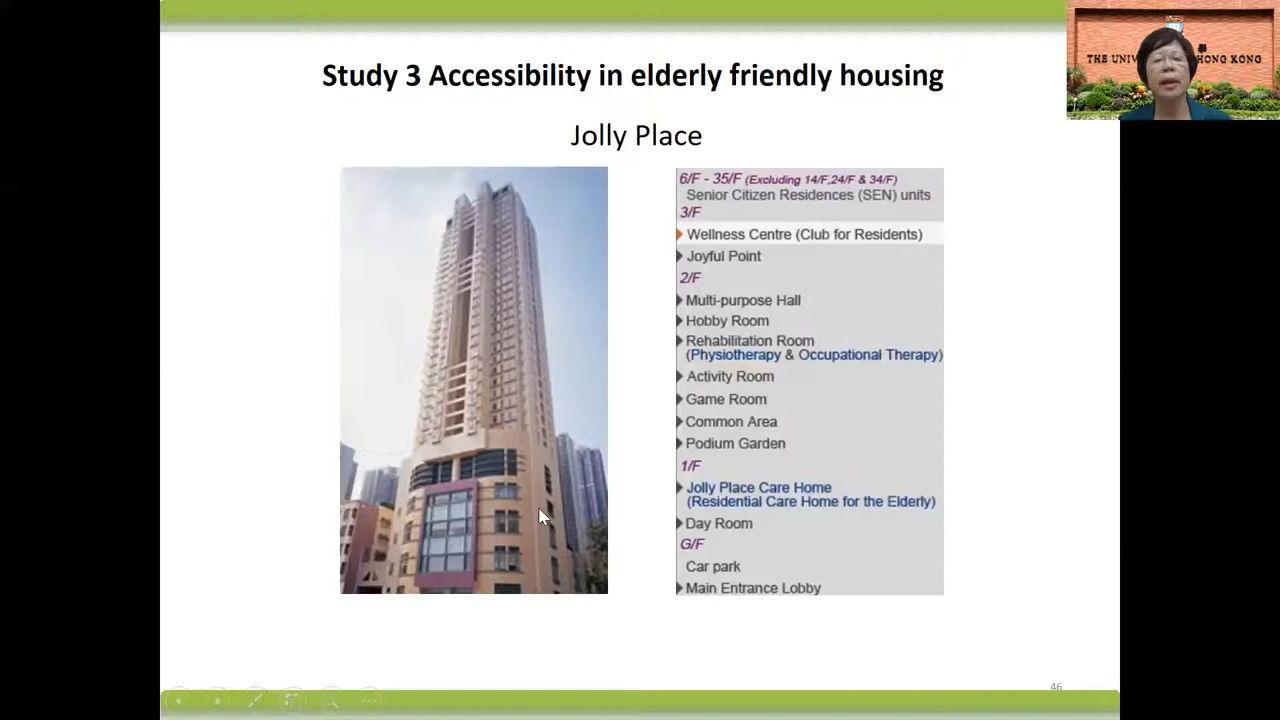 Study 3 Accessibility in elderly friendly housing
Jolly Place
6/F - 35/F (Excluding 14/F,24/F & 34/F)
Senior Citizen Residences (SEN) units
3/F
Wellness Centre (Club for Residents)
Joyful Point
2/F
Multi-purpose Hall
Hobby Room
Rehabilitation Room
(Physiotherapy & Occupational Therapy)
Activity Room
Game Room
Common Area
Podium Garden
1/F
Jolly Place Care Home
(Residential Care Home for the Elderly)
Day Room
G/F
Car park
Main Entrance Lobby
46
THE UNIV HONG KONG